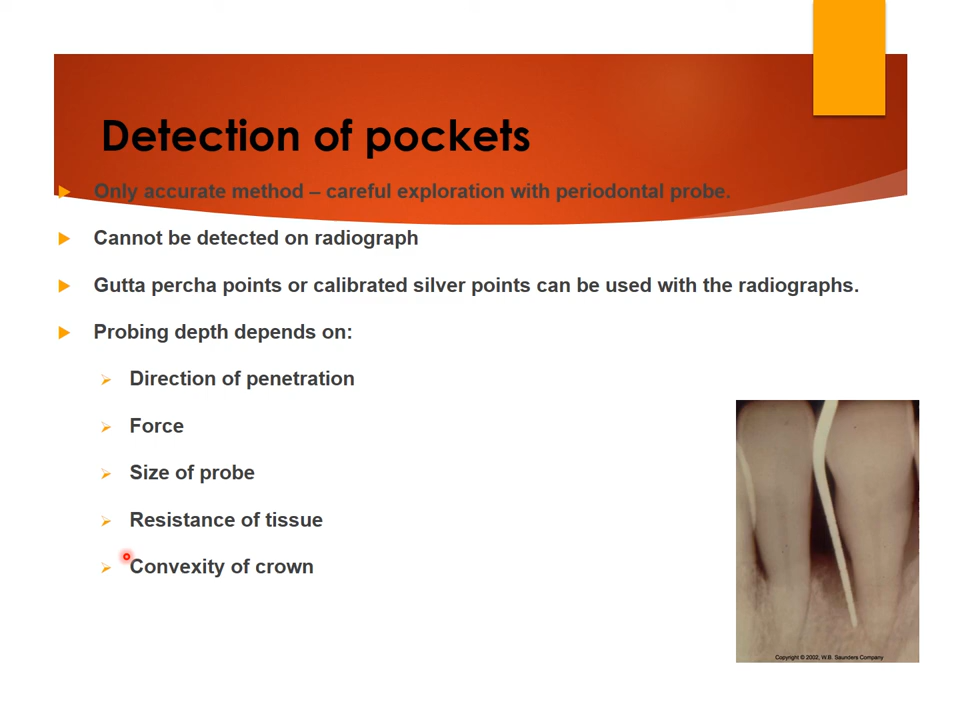 Detection of pockets
Only accurate method – careful exploration with periodontal probe.
Cannot be detected on radiograph
Gutta percha points or calibrated silver points can be used with the radiographs.
Probing depth depends on:
Direction of penetration
Force
Size of probe
Resistance of tissue
Convexity of crown
Copyright © 2002, W.B. Saunders Company